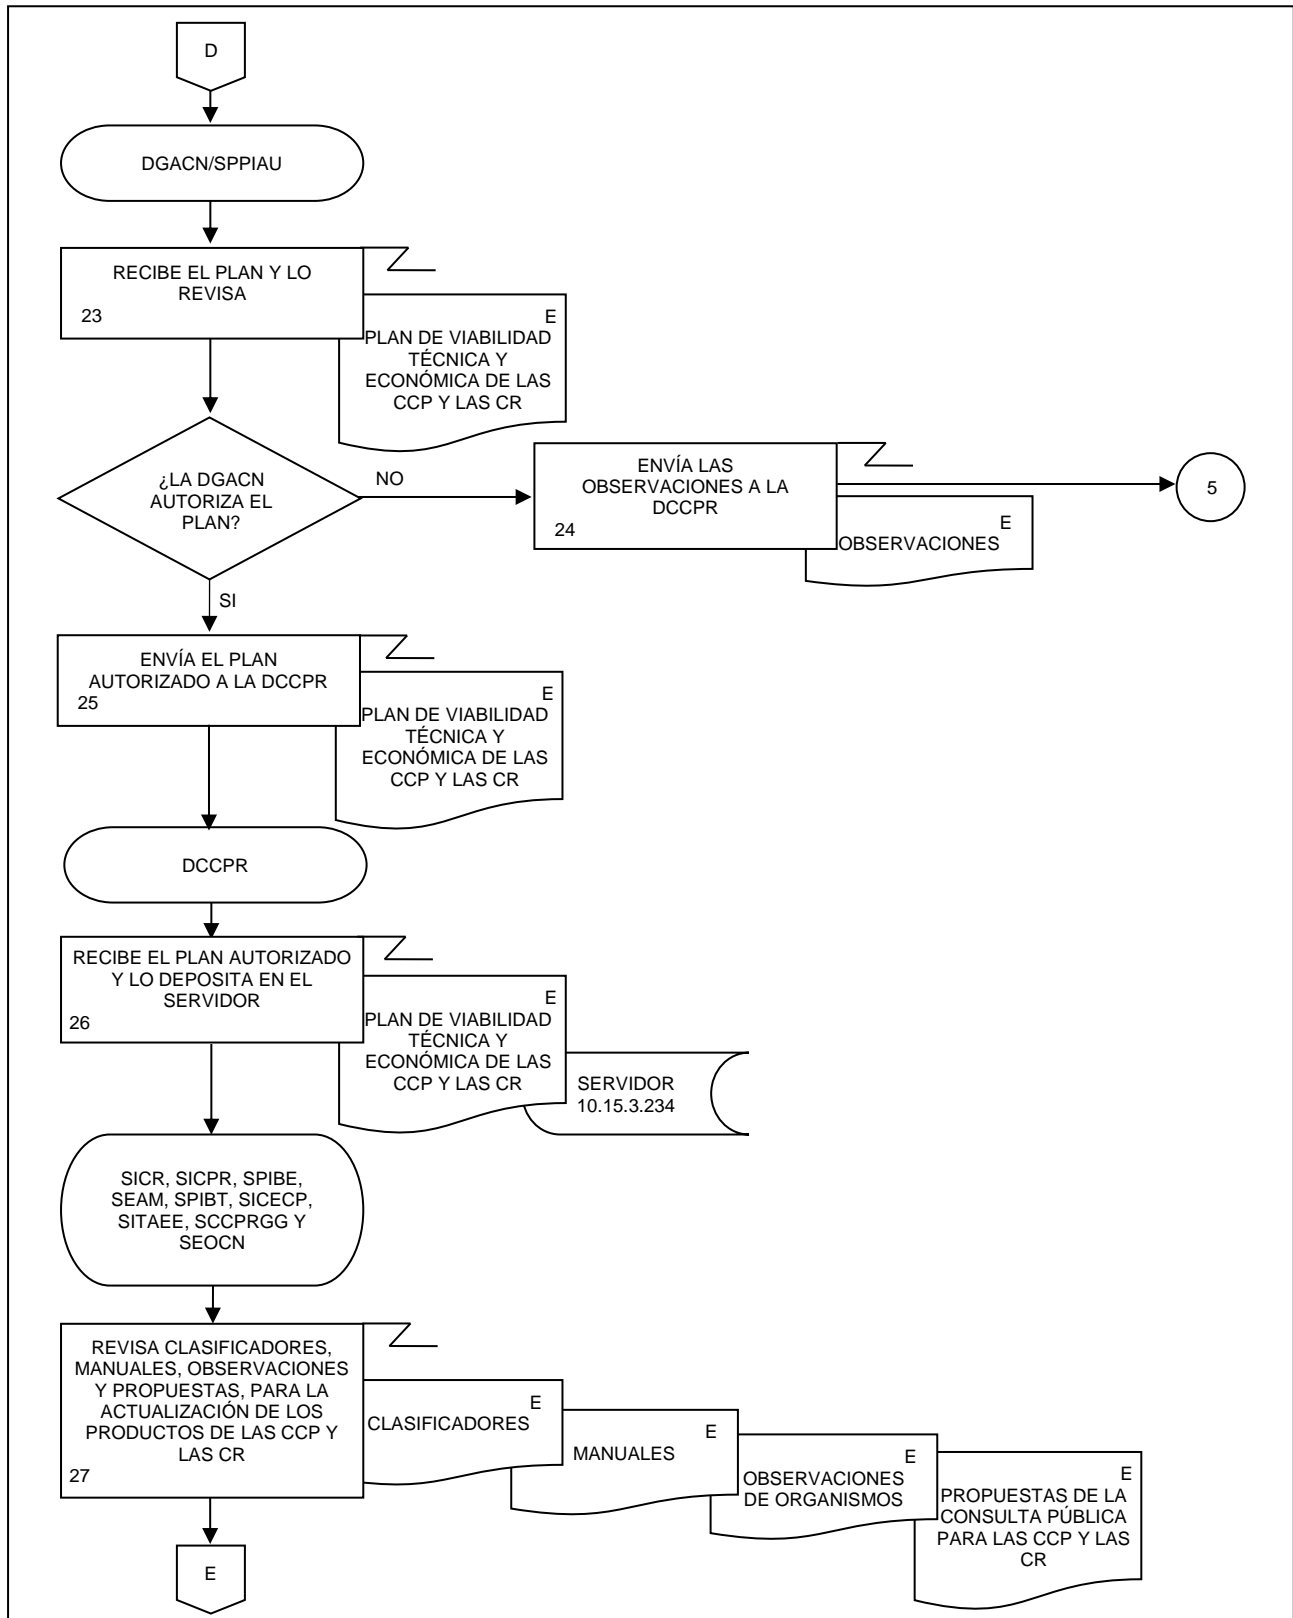 D
DGACN/SPPIAU
RECIBE EL PLAN Y LO
REVISA
23
E
PLAN DE VIABILIDAD
TÉCNICA Y
ECONÓMICA DE LAS
CCP Y LAS CR
¿LA DGACN
AUTORIZA EL
PLAN?
NO
ENVÍA LAS
OBSERVACIONES A LA
DCCPR
24
E
OBSERVACIONES
5
SI
ENVÍA EL PLAN
AUTORIZADO A LA DCCPR
25
E
PLAN DE VIABILIDAD
TÉCNICA Y
ECONÓMICA DE LAS
CCP Y LAS CR
DCCPR
RECIBE EL PLAN AUTORIZADO
Y LO DEPOSITA EN EL
SERVIDOR
26
E
PLAN DE VIABILIDAD
TÉCNICA Y
ECONÓMICA DE LAS
CCP Y LAS CR
SERVIDOR
10.15.3.234
SICR, SICPR, SPIBE,
SEAM, SPIBT, SICECP,
SITAEE, SCCPRGG Y
SEOCN
REVISA CLASIFICADORES,
MANUALES, OBSERVACIONES
Y PROPUESTAS, PARA LA
ACTUALIZACIÓN DE LOS
PRODUCTOS DE LAS CCP Y
LAS CR
27
E
CLASIFICADORES
E
MANUALES
E
OBSERVACIONES
DE ORGANISMOS
E
PROPUESTAS DE LA
CONSULTA PÚBLICA
PARA LAS CCP Y LAS
CR
E